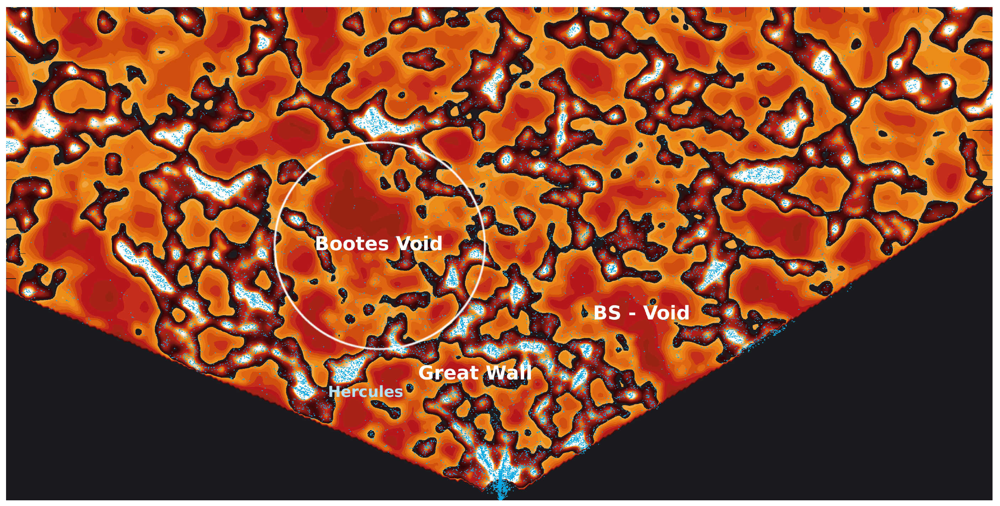 Bootes Void
BS - Void
Great Wall
Hercules